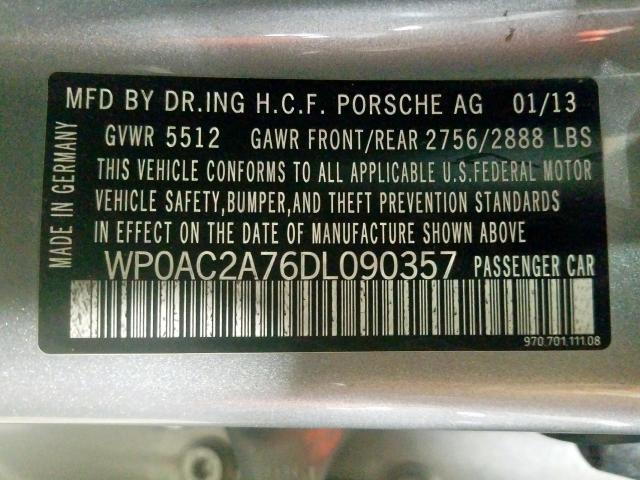 MFD BY DR.ING H.C.F. PORSCHE AG 01/13
GVWR 5512 GAWR FRONT/REAR 2756/2888 LBS
THIS VEHICLE CONFORMS TO ALL APPLICABLE U.S.FEDERAL MOTOR
VEHICLE SAFETY,BUMPER,AND THEFT PREVENTION STANDARDS
IN EFFECT ON THE DATE OF MANUFACTURE SHOWN ABOVE
WP0AC2A76DL090357 PASSENGER CAR
970.701.111.08
MADE IN GERMANY